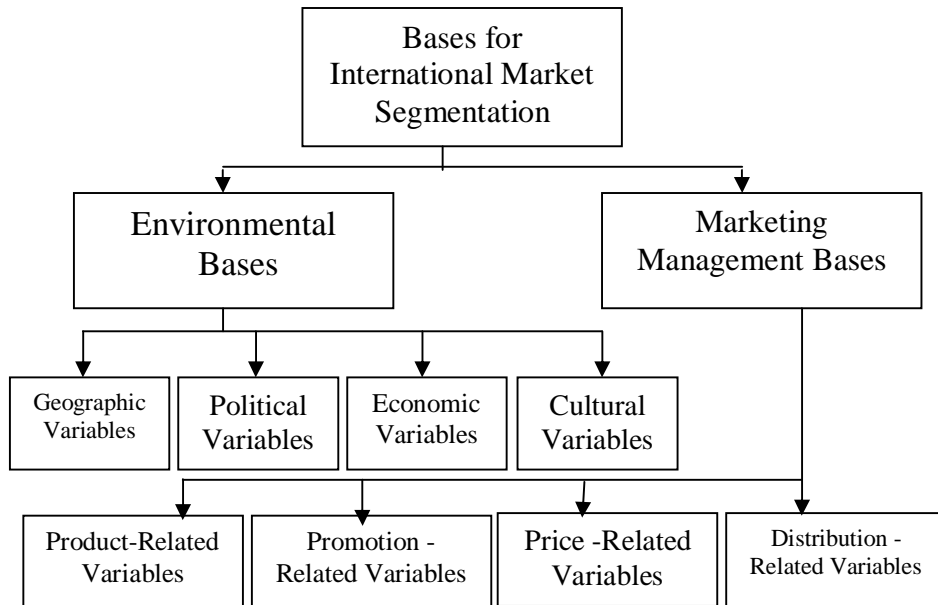 Bases for
International Market
Segmentation
Environmental
Bases
Marketing
Management Bases
Geographic
Variables
Political
Variables
Economic
Variables
Cultural
Variables
Product-Related
Variables
Promotion -
Related Variables
Price -Related
Variables
Distribution -
Related Variables